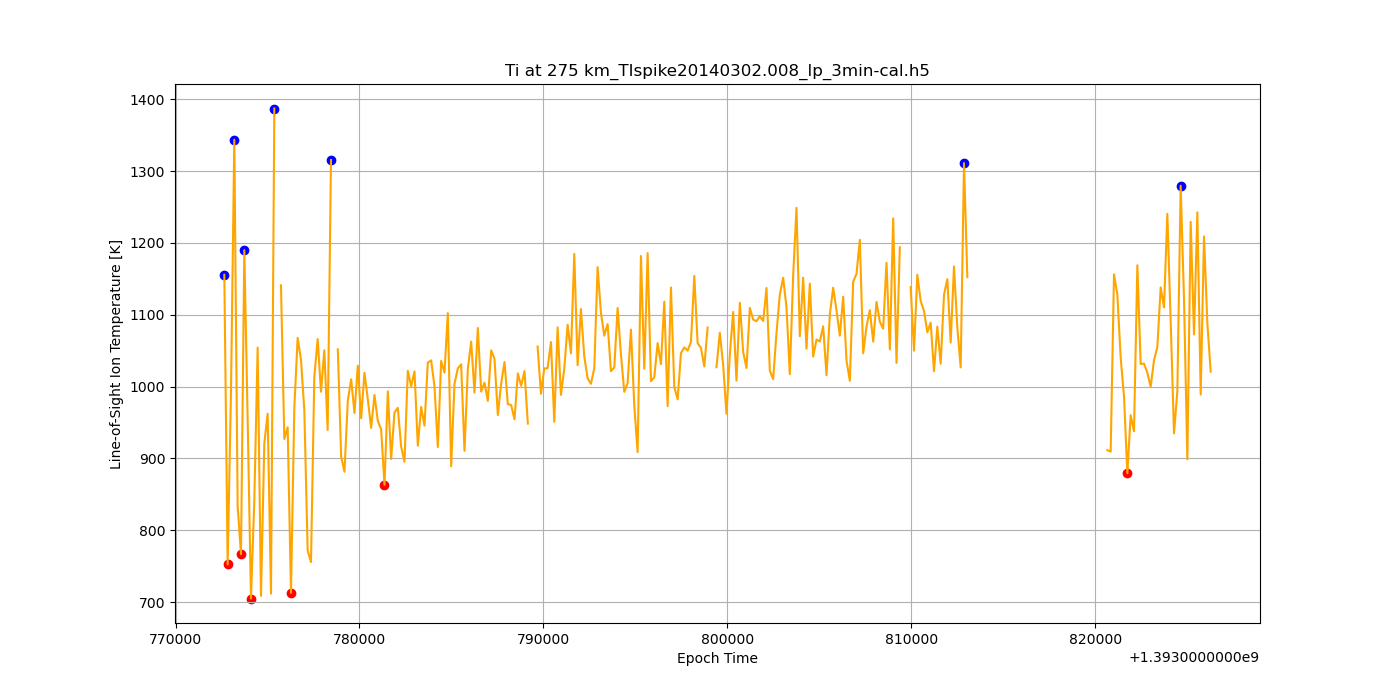 Ti at 275 km_TIspike20140302.008_lp_3min-cal.h5
Line-of-Sight Ion Temperature [K]
1400
1300
1200
1100
1000
900
800
700
770000 780000 790000 800000 810000 820000
Epoch Time
+1.3930000000e9